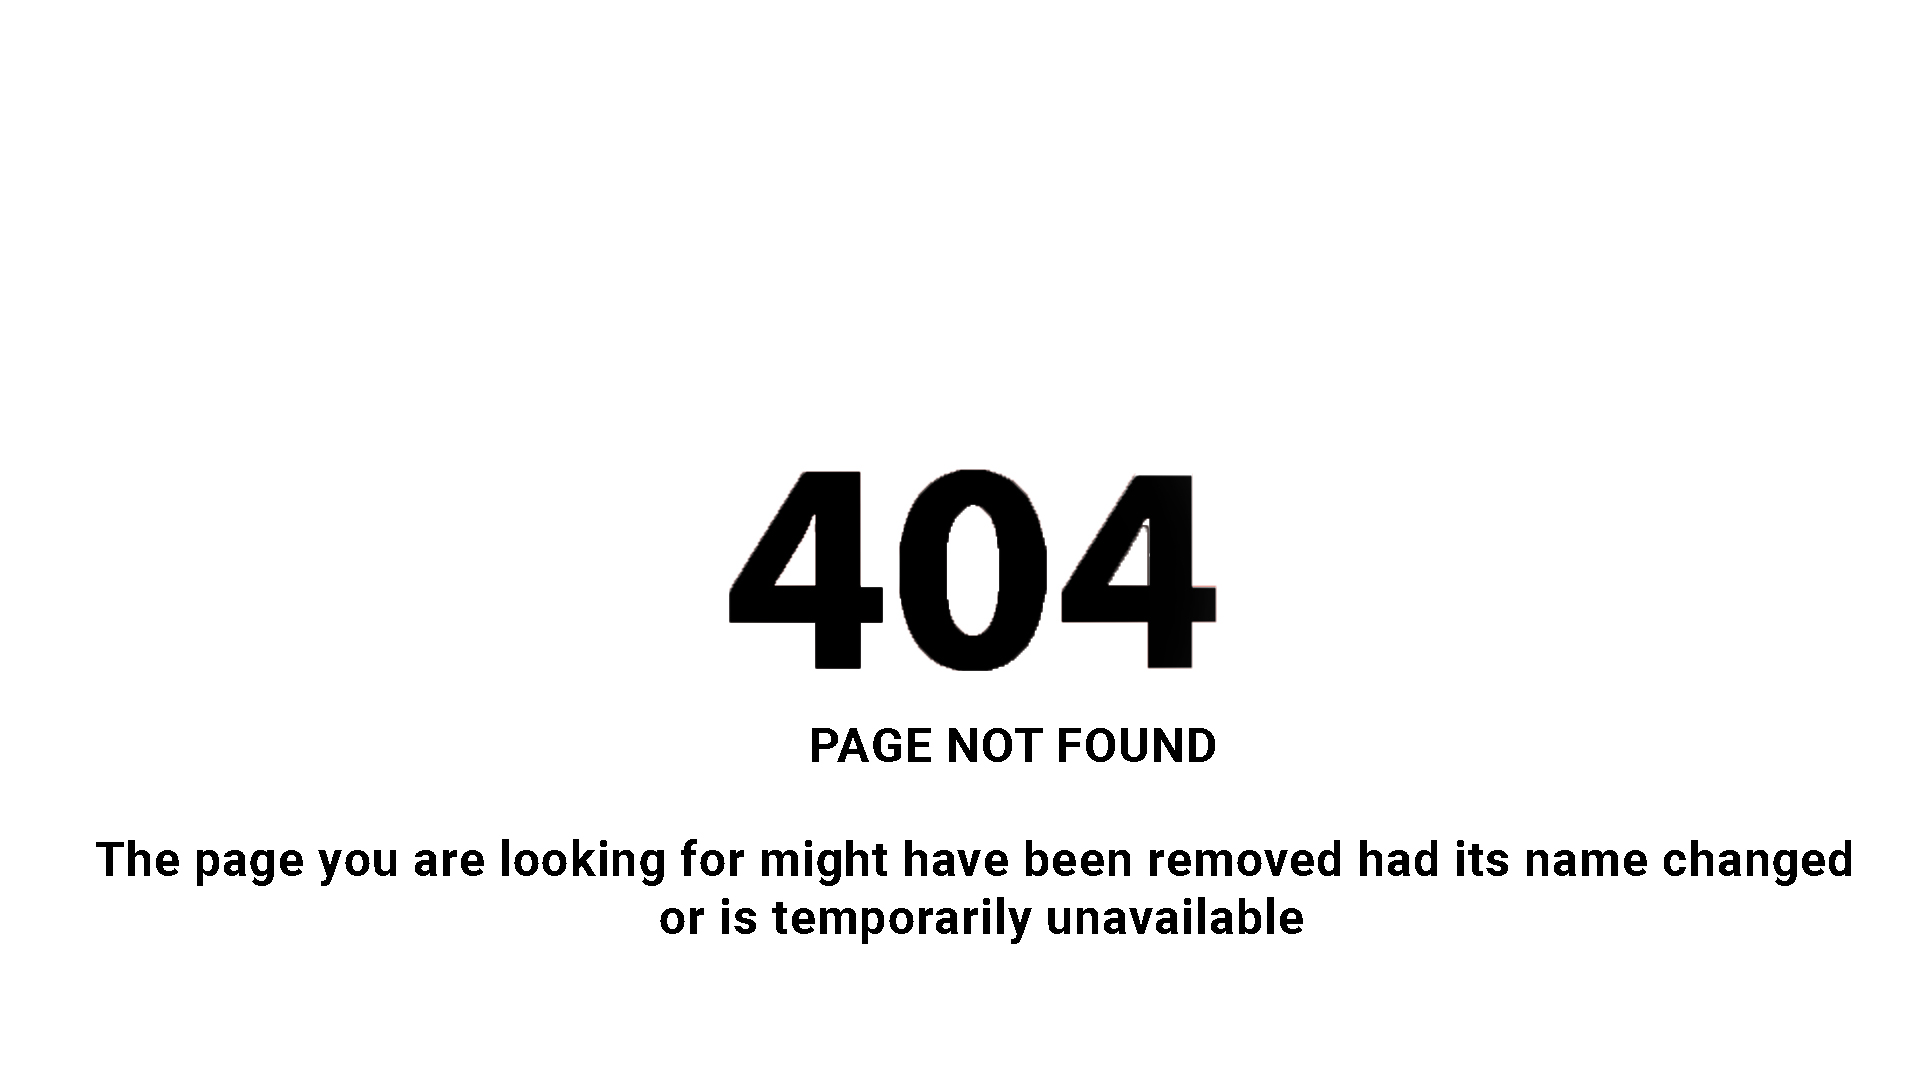 404
PAGE NOT FOUND
The page you are looking for might have been removed had its name changed
or is temporarily unavailable